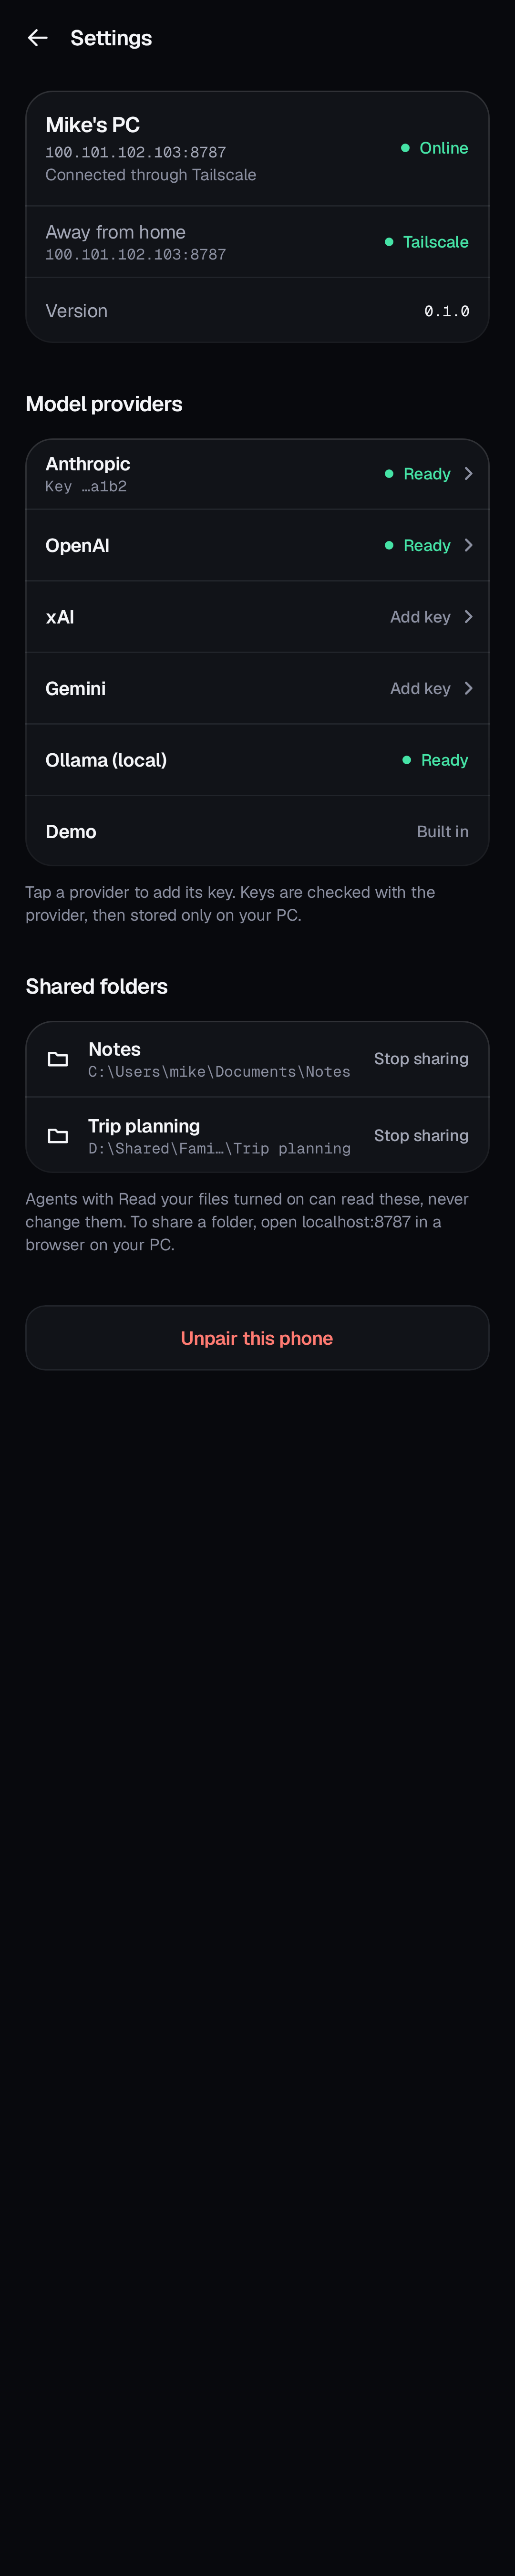 Settings
Mike's PC
100.101.102.103:8787
Connected through Tailscale
Online
Away from home
100.101.102.103:8787
Tailscale
Version
0.1.0
Model providers
Anthropic
Key …a1b2
Ready
OpenAI
Ready
xAI
Add key
Gemini
Add key
Ollama (local)
Ready
Demo
Built in
Tap a provider to add its key. Keys are checked with the
provider, then stored only on your PC.
Shared folders
Notes
C:\Users\mike\Documents\Notes
Stop sharing
Trip planning
D:\Shared\Fami…\Trip planning
Stop sharing
Agents with Read your files turned on can read these, never
change them. To share a folder, open localhost:8787 in a
browser on your PC.
Unpair this phone